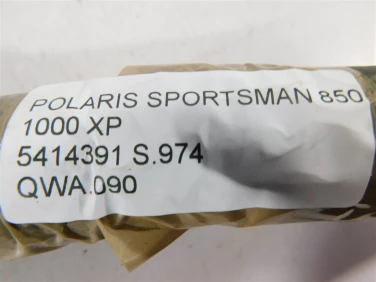 POLARIS SPORTSMAN 850
1000 XP
5414391 S.974
QWA.090